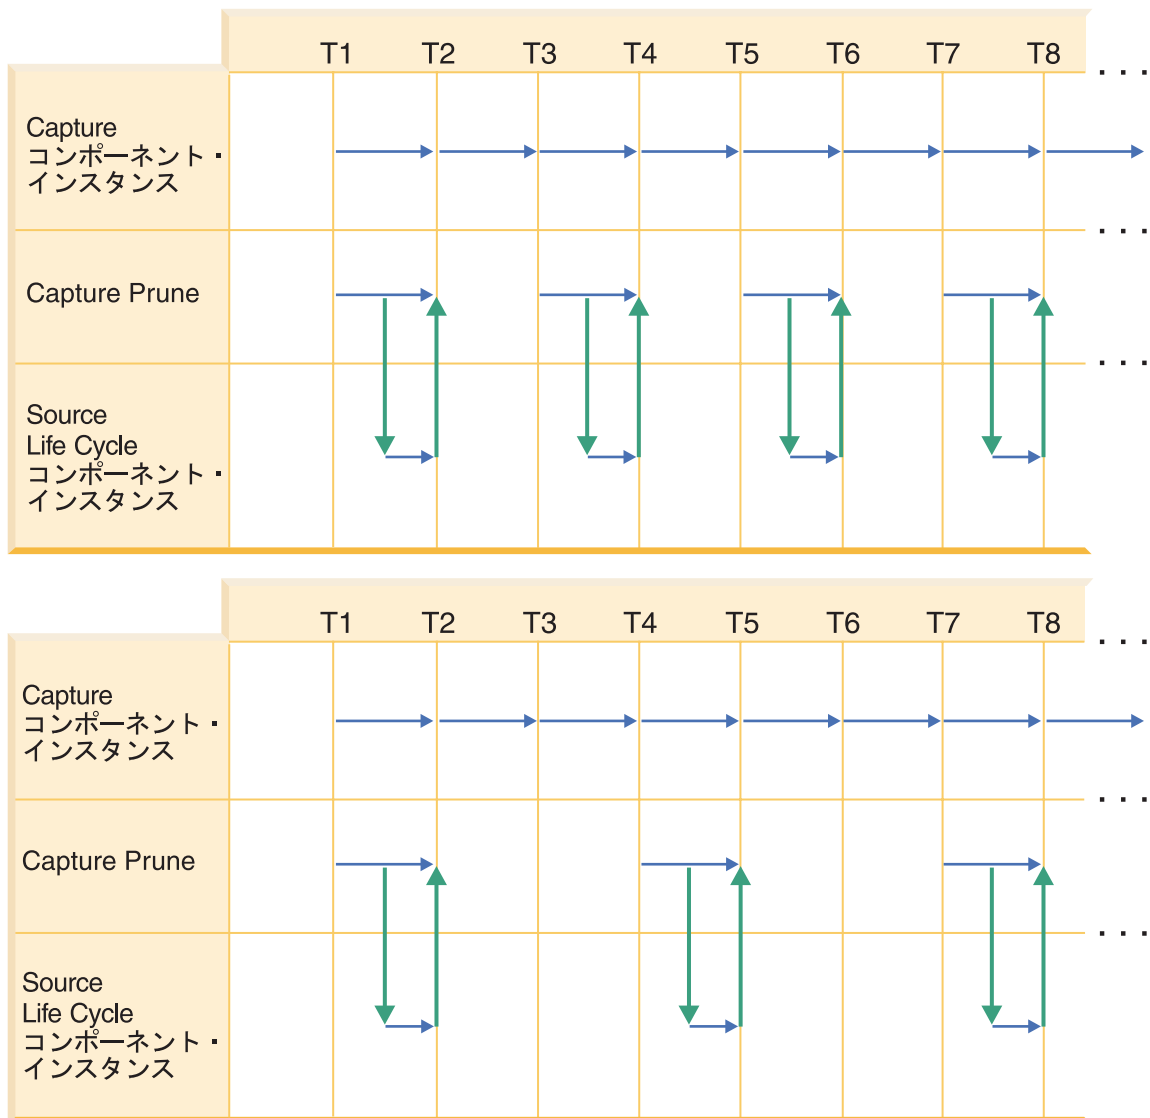 T1 T2 T3 T4 T5 T6 T7 T8
. . .
Capture
コンポーネント・
インスタンス
. . .
Capture Prune
. . .
Source
Life Cycle
コンポーネント・
インスタンス
T1 T2 T3 T4 T5 T6 T7 T8
. . .
Capture
コンポーネント・
インスタンス
. . .
Capture Prune
. . .
Source
Life Cycle
コンポーネント・
インスタンス